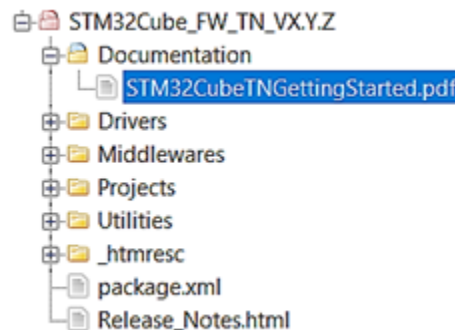 STM32Cube_FW_TN_VX.Y.Z
Documentation
STM32CubeTNGettingStarted.pdf
Drivers
Middlewares
Projects
Utilities
_htmresc
package.xml
Release_Notes.html